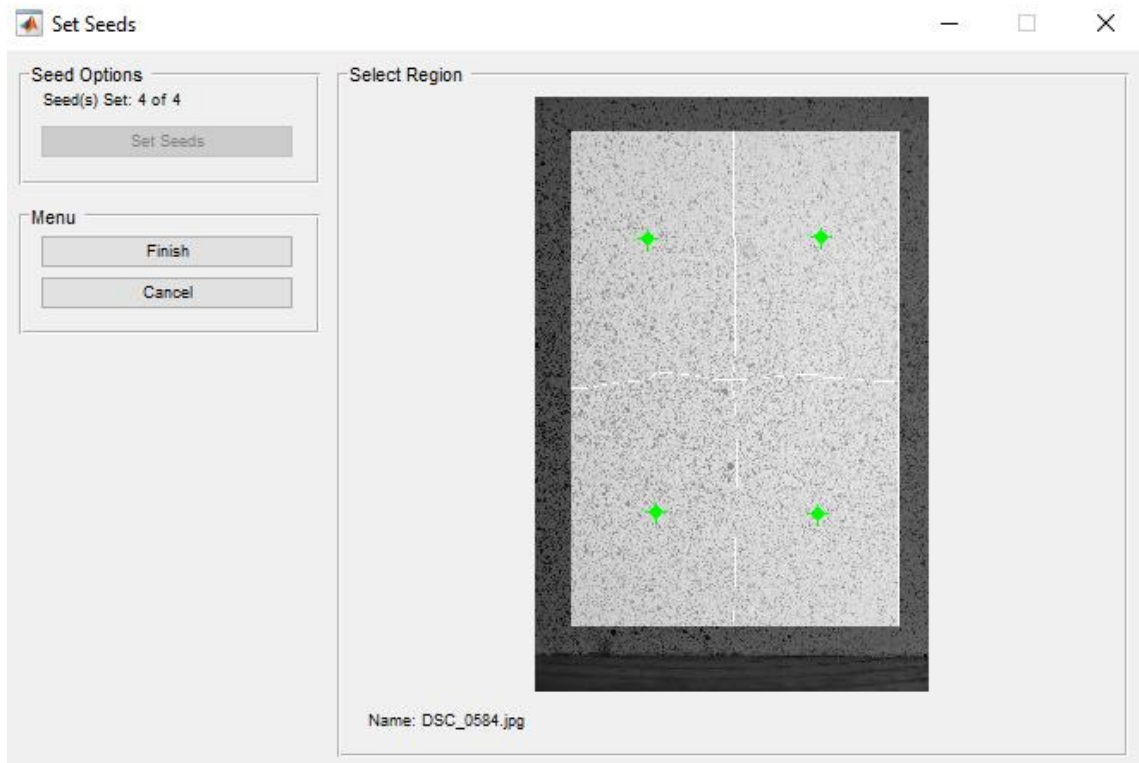 Set Seeds
Seed Options
Seed(s) Set: 4 of 4
Set Seeds
Menu
Finish
Cancel
Select Region
Name: DSC_0584.jpg